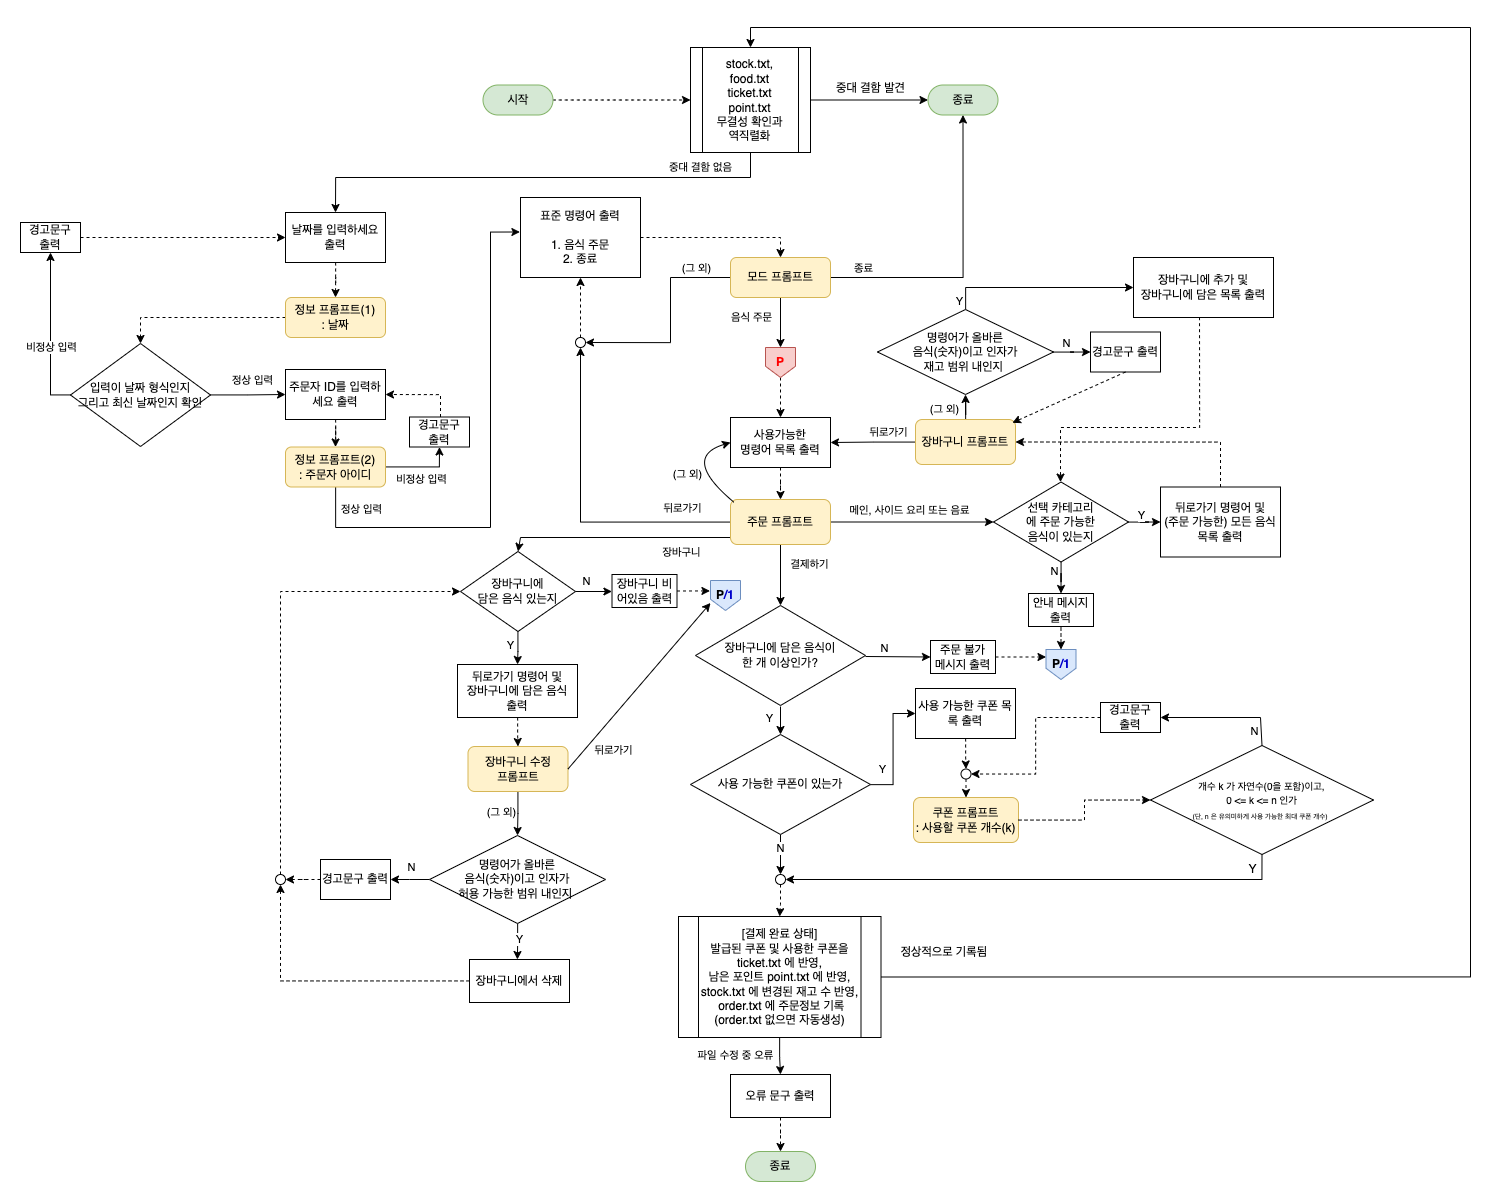 stock.txt,
food.txt
ticket.txt
point.txt
무결성 확인과
역직렬화
시작
중대 결함 발견
종료
중대 결함 없음
날짜를 입력하세요
출력
경고문구
출력
정보 프롬프트(1)
: 날짜
비정상 입력
입력이 날짜 형식인지
그리고 최신 날짜인지 확인
정상 입력
주문자 ID를 입력하
세요 출력
경고문구
출력
정보 프롬프트(2)
: 주문자 아이디
비정상 입력
정상 입력
표준 명령어 출력
1. 음식 주문
2. 종료
(그 외)
모드 프롬프트
종료
음식 주문
P
사용가능한
명령어 목록 출력
뒤로가기
장바구니 프롬프트
(그 외)
명령어가 올바른
음식(숫자)이고 인자가
재고 범위 내인지
Y
N
경고문구 출력
장바구니에 추가 및
장바구니에 담은 목록 출력
(그 외)
뒤로가기
주문 프롬프트
메인, 사이드 요리 또는 음료
선택 카테고리
에 주문 가능한
음식이 있는지
Y
뒤로가기 명령어 및
(주문 가능한) 모든 음식
목록 출력
N
안내 메시지
출력
P/1
장바구니
결제하기
장바구니에
담은 음식 있는지
N
장바구니 비
어있음 출력
P/1
Y
뒤로가기 명령어 및
장바구니에 담은 음식
출력
장바구니 수정
프롬프트
뒤로가기
(그 외)
명령어가 올바른
음식(숫자)이고 인자가
허용 가능한 범위 내인지
N
경고문구 출력
Y
장바구니에서 삭제
장바구니에 담은 음식이
한 개 이상인가?
N
주문 불가
메시지 출력
Y
사용 가능한 쿠폰이 있는가
Y
사용 가능한 쿠폰 목
록 출력
쿠폰 프롬프트
: 사용할 쿠폰 개수(k)
경고문구
출력
N
개수 k 가 자연수(0을 포함)이고,
0 <= k <= n 인가
(단, n 은 유의미하게 사용 가능한 최대 쿠폰 개수)
Y
N
[결제 완료 상태]
발급된 쿠폰 및 사용한 쿠폰을
ticket.txt 에 반영,
남은 포인트 point.txt 에 반영,
stock.txt 에 변경된 재고 수 반영,
order.txt 에 주문정보 기록
(order.txt 없으면 자동생성)
정상적으로 기록됨
파일 수정 중 오류
오류 문구 출력
종료